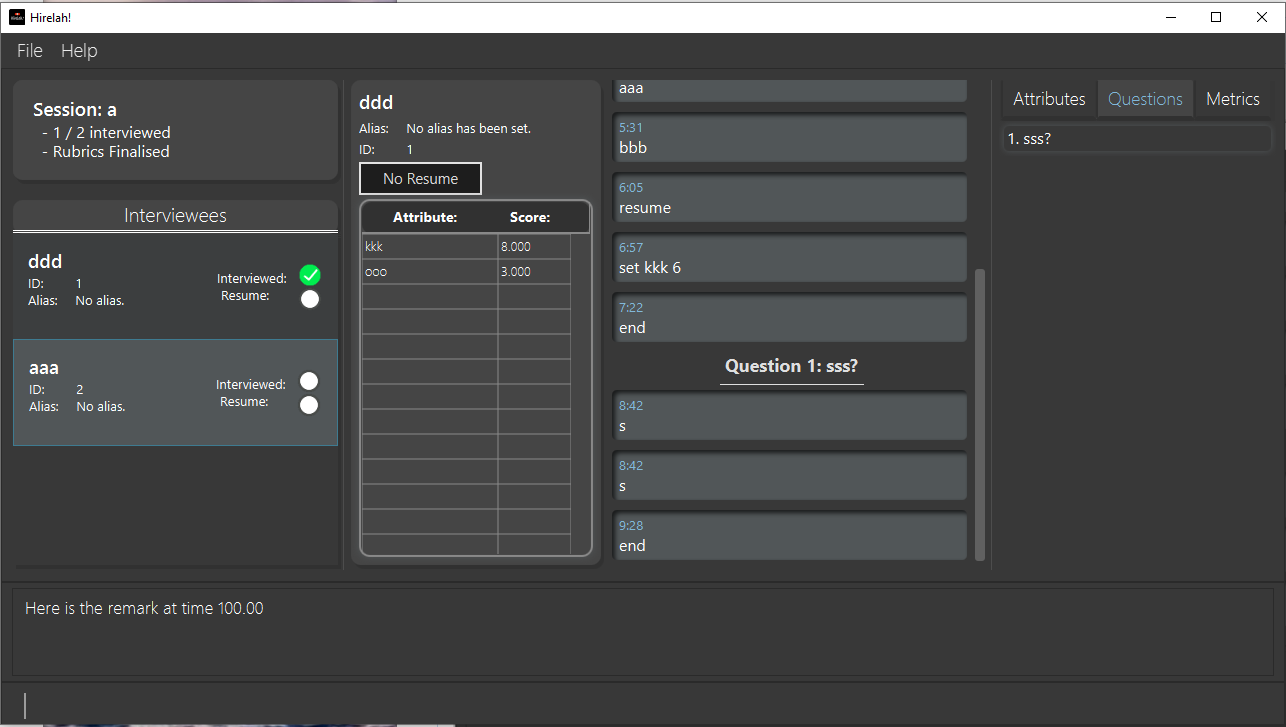 Hirelah!
File Help
Session: a
- 1 / 2 interviewed
- Rubrics Finalised
Interviewees
ddd
ID: 1
Alias: No alias.
Interviewed:
Resume:
aaa
ID: 2
Alias: No alias.
Interviewed:
Resume:
ddd
Alias: No alias has been set.
ID: 1
No Resume
Attribute: Score:
kkk 8.000
ooo 3.000
aaa
5:31
bbb
6:05
resume
6:57
set kkk 6
7:22
end
Question 1: sss?
8:42
s
8:42
s
9:28
end
Attributes Questions Metrics
1. sss?
Here is the remark at time 100.00